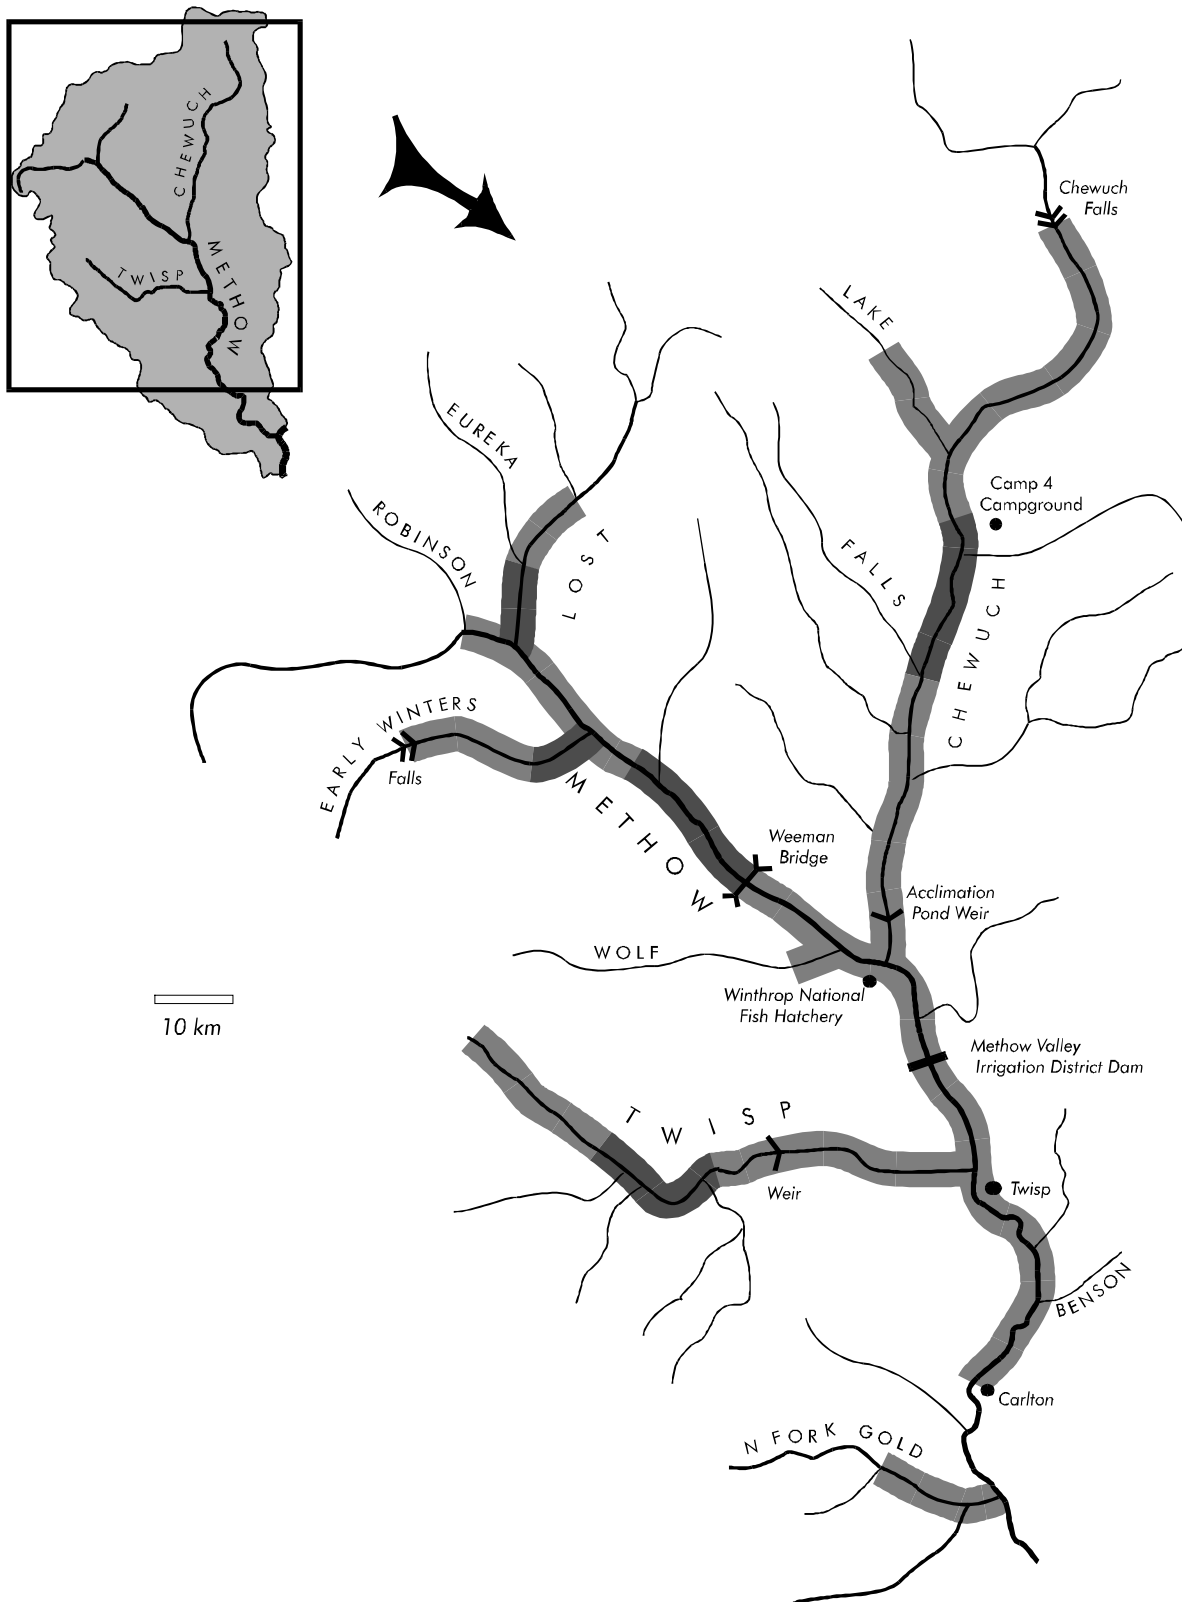 CHEWUCH
TWISP
METHOW
Chewuch
Falls
LAKE
EUREKA
ROBINSON
LOST
Camp 4
Campground
FALLS
CHEWUCH
EARLY WINTERS
Falls
METHOW
Weeman
Bridge
Acclimation
Pond Weir
WOLF
Winthrop National
Fish Hatchery
10 km
Methow Valley
Irrigation District Dam
TWISP
Weir
Twisp
BENSON
Carlton
N FORK GOLD